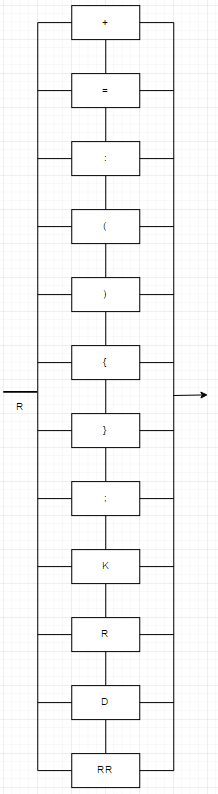 +
=
:
(
)
{
R
}
;
K
R
D
RR